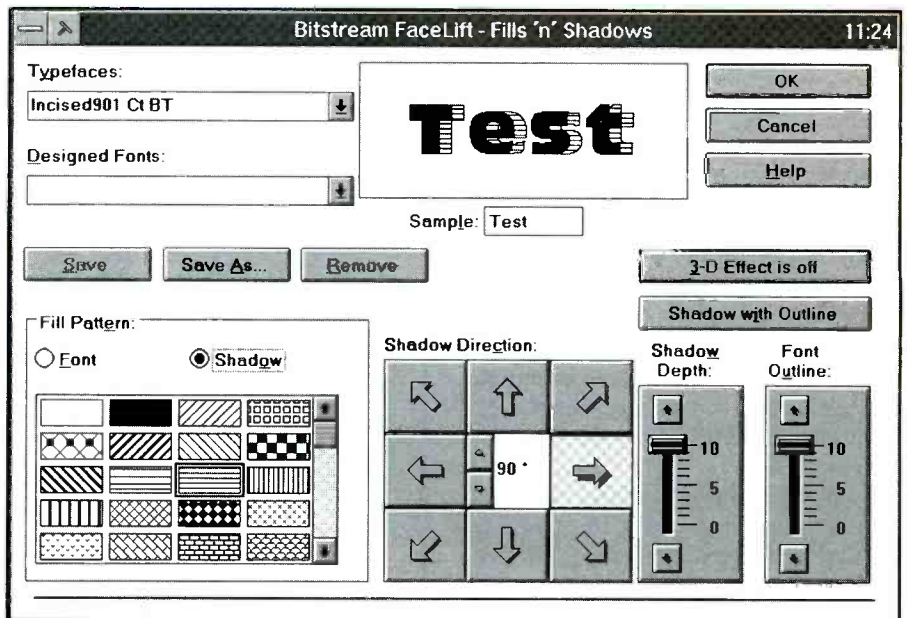 Bitstream FaceLift - Fills 'n' Shadows 11:24
Typefaces:
Incised901 Ct BT
Test
OK
Cancel
Designed Fonts:
Help
Sample: Test
Save
Save As...
Remove
3-D Effect is off
Shadow with Outline
Fill Pattern:
Font
Shadow
Shadow Direction:
90 °
Shadow
Depth:
10
5
0
Font
Outline:
10
5
0